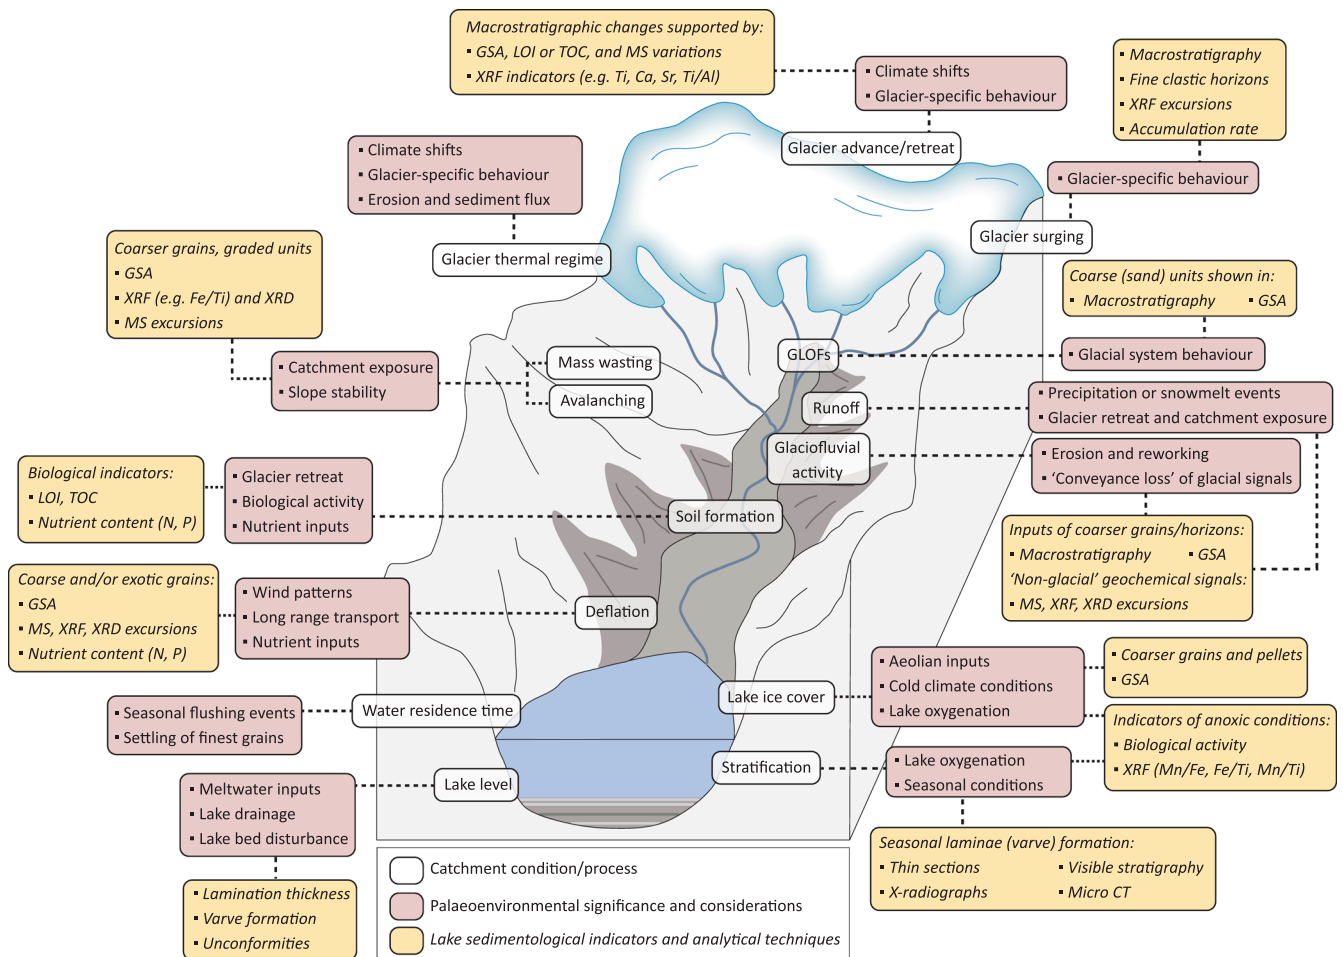 Macrostratigraphic changes supported by:
▪ GSA, LOI or TOC, and MS variations
▪ XRF indicators (e.g. Ti, Ca, Sr, Ti/Al)
▪ Climate shifts
▪ Glacier-specific behaviour
Glacier advance/retreat
▪ Macrostratigraphy
▪ Fine clastic horizons
▪ XRF excursions
▪ Accumulation rate
▪ Glacier-specific behaviour
Glacier surging
▪ Climate shifts
▪ Glacier-specific behaviour
▪ Erosion and sediment flux
Glacier thermal regime
Coarser grains, graded units
▪ GSA
▪ XRF (e.g. Fe/Ti) and XRD
▪ MS excursions
▪ Catchment exposure
▪ Slope stability
Mass wasting
Avalanching
Coarse (sand) units shown in:
▪ Macrostratigraphy ▪ GSA
▪ Glacial system behaviour
GLOFs
Runoff
▪ Precipitation or snowmelt events
▪ Glacier retreat and catchment exposure
Glaciofluvial
activity
▪ Erosion and reworking
▪ ‘Conveyance loss’ of glacial signals
Inputs of coarser grains/horizons:
▪ Macrostratigraphy ▪ GSA
‘Non-glacial’ geochemical signals:
▪ MS, XRF, XRD excursions
Biological indicators:
▪ LOI, TOC
▪ Nutrient content (N, P)
▪ Glacier retreat
▪ Biological activity
▪ Nutrient inputs
Soil formation
Coarse and/or exotic grains:
▪ GSA
▪ MS, XRF, XRD excursions
▪ Nutrient content (N, P)
▪ Wind patterns
▪ Long range transport
▪ Nutrient inputs
Deflation
Lake ice cover
▪ Aeolian inputs
▪ Cold climate conditions
▪ Lake oxygenation
▪ Coarser grains and pellets
▪ GSA
Indicators of anoxic conditions:
▪ Biological activity
▪ XRF (Mn/Fe, Fe/Ti, Mn/Ti)
▪ Seasonal flushing events
▪ Settling of finest grains
Water residence time
Stratification
▪ Lake oxygenation
▪ Seasonal conditions
Seasonal laminae (varve) formation:
▪ Thin sections ▪ Visible stratigraphy
▪ X-radiographs ▪ Micro CT
▪ Meltwater inputs
▪ Lake drainage
▪ Lake bed disturbance
Lake level
▪ Lamination thickness
▪ Varve formation
▪ Unconformities
Catchment condition/process
Palaeoenvironmental significance and considerations
Lake sedimentological indicators and analytical techniques